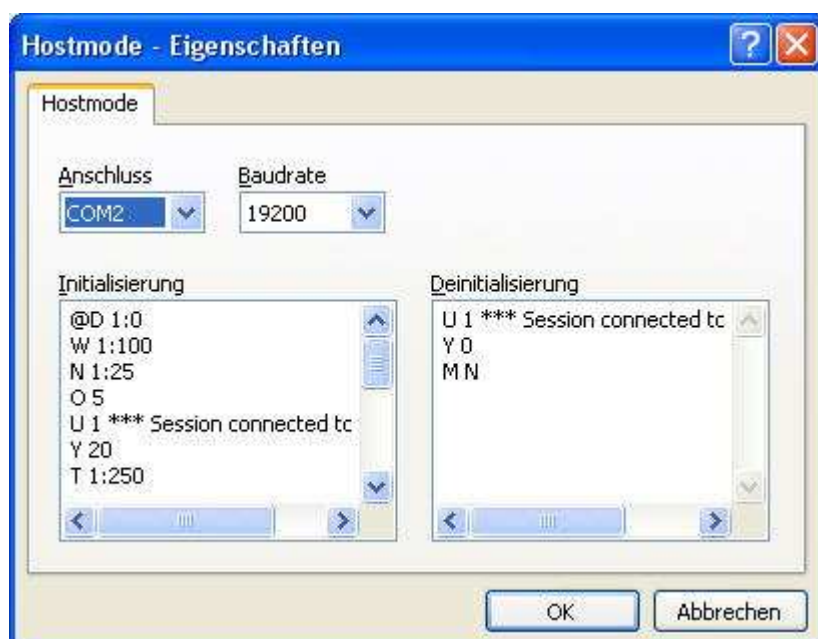 Hostmode - Eigenschaften
Hostmode
Anschluss
Baudrate
COM2
19200
Initialisierung
@D 1:0
W 1:100
N 1:25
O 5
U 1 *** Session connected tc
Y 20
T 1:250
Deinitialisierung
U 1 *** Session connected tc
Y 0
M N
OK
Abbrechen